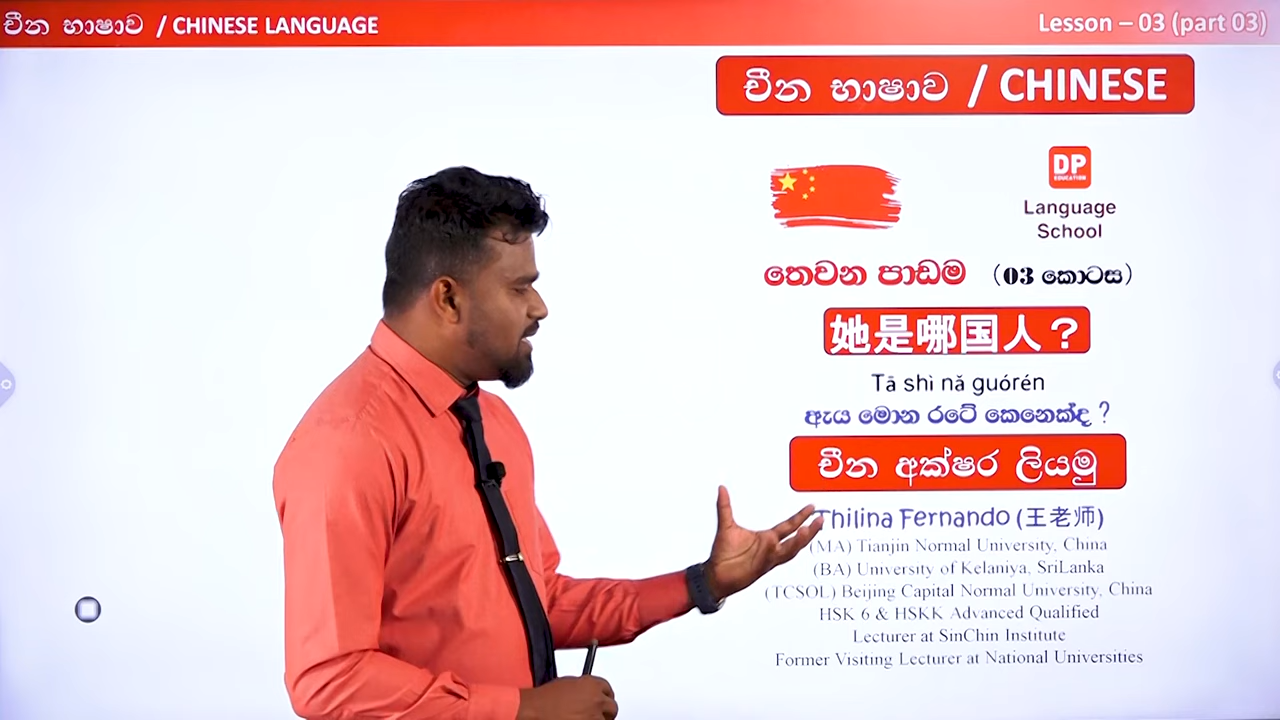 චීන භාෂාව / CHINESE LANGUAGE
Lesson – 03 (part 03)
චීන භාෂාව / CHINESE
DP
EDUCATION
Language
School
තෙවන පාඩම (03 කොටස)
她是哪国人？
Tā shì nǎ guórén
ඇය මොන රටේ කෙනෙක්ද ?
චීන අක්ෂර ලියමු
Thilina Fernando (王老师)
(MA) Tianjin Normal University, China
(BA) University of Kelaniya, SriLanka
(TCSOL) Beijing Capital Normal University, China
HSK 6 & HSKK Advanced Qualified
Lecturer at SinChin Institute
Former Visiting Lecturer at National Universities